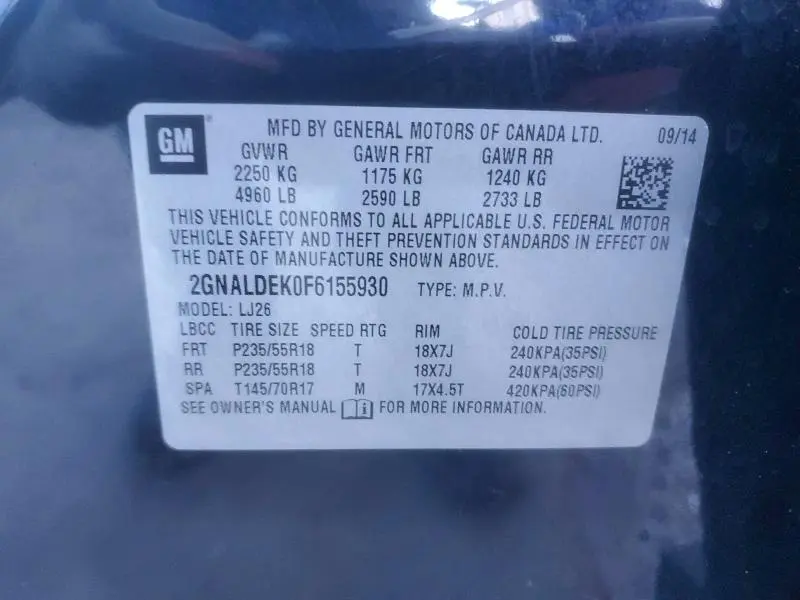 GM ® MFD BY GENERAL MOTORS OF CANADA LTD. 09/14
GVWR GAWR FRT GAWR RR
2250 KG 1175 KG 1240 KG
4960 LB 2590 LB 2733 LB
THIS VEHICLE CONFORMS TO ALL APPLICABLE U.S. FEDERAL MOTOR
VEHICLE SAFETY AND THEFT PREVENTION STANDARDS IN EFFECT ON
THE DATE OF MANUFACTURE SHOWN ABOVE.
2GNALDEK0F6155930 TYPE: M.P.V.
MODEL: LJ26
LBCC TIRE SIZE SPEED RTG RIM COLD TIRE PRESSURE
FRT P235/55R18 T 18X7J 240KPA(35PSI)
RR P235/55R18 T 18X7J 240KPA(35PSI)
SPA T145/70R17 M 17X4.5T 420KPA(60PSI)
SEE OWNER'S MANUAL i FOR MORE INFORMATION.